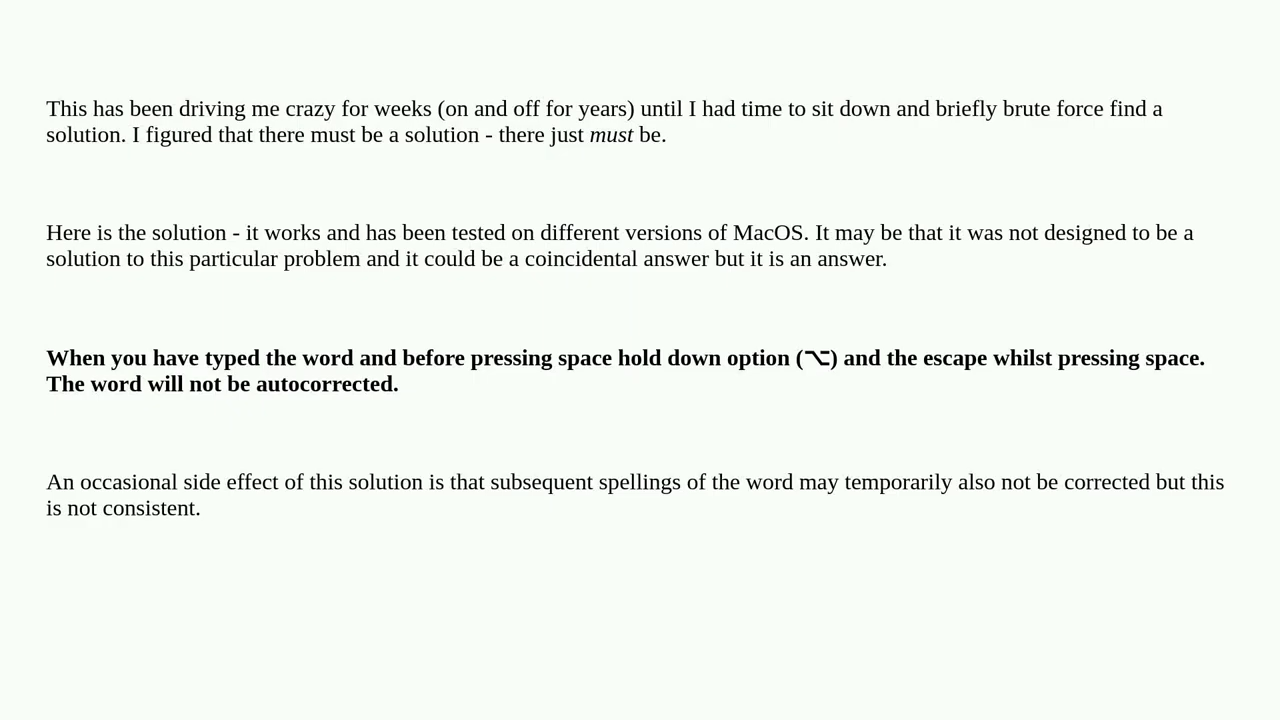 This has been driving me crazy for weeks (on and off for years) until I had time to sit down and briefly brute force find a
solution. I figured that there must be a solution - there just must be.
Here is the solution - it works and has been tested on different versions of MacOS. It may be that it was not designed to be a
solution to this particular problem and it could be a coincidental answer but it is an answer.
When you have typed the word and before pressing space hold down option (⌥) and the escape whilst pressing space.
The word will not be autocorrected.
An occasional side effect of this solution is that subsequent spellings of the word may temporarily also not be corrected but this
is not consistent.